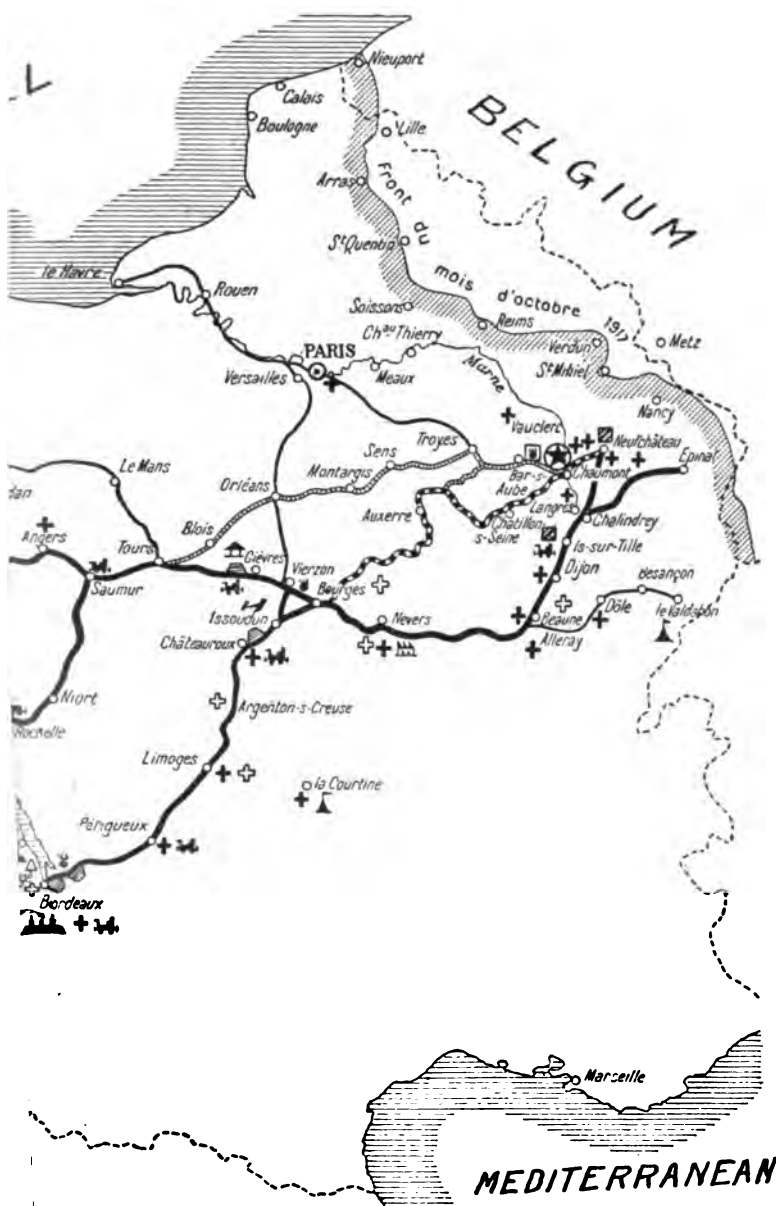 Nieuport
Calais
Boulogne
Lille
BELGIUM
Arras
Front du mois d'octobre 1917
St Quentin
le Havre
Rouen
Soissons
Reims
Chau Thierry
Verdun
Metz
PARIS
Versailles
Meaux
Marne
St Mihiel
Nancy
Vauclerc
Troyes
Neufchâteau
Le Mans
Sens
Montargis
Orléans
Bar-s-Aube
Chaumont
Epinal
Langres
Auxerre
Chatillon s-Seine
Chalindrey
Blois
Angers
Tours
Is-sur-Tille
Gièvres
Vierzon
Dijon
Besançon
Saumur
Bourges
Issoudun
Nevers
Beaune
Dôle
le Valdahon
Châteauroux
Alleray
Niort
Rochelle
Argenton-s-Creuse
Limoges
la Courtine
Périgueux
Bordeaux
Marseille
MEDITERRANEAN